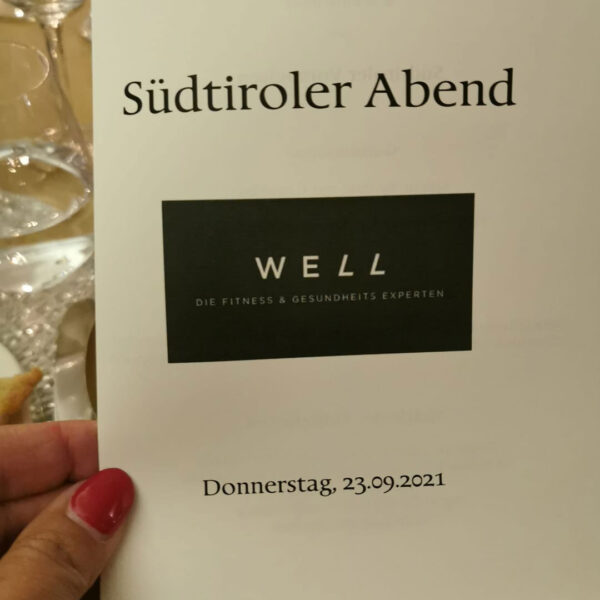 Südtiroler Abend
WELL
DIE FITNESS & GESUNDHEITS EXPERTEN
Donnerstag, 23.09.2021